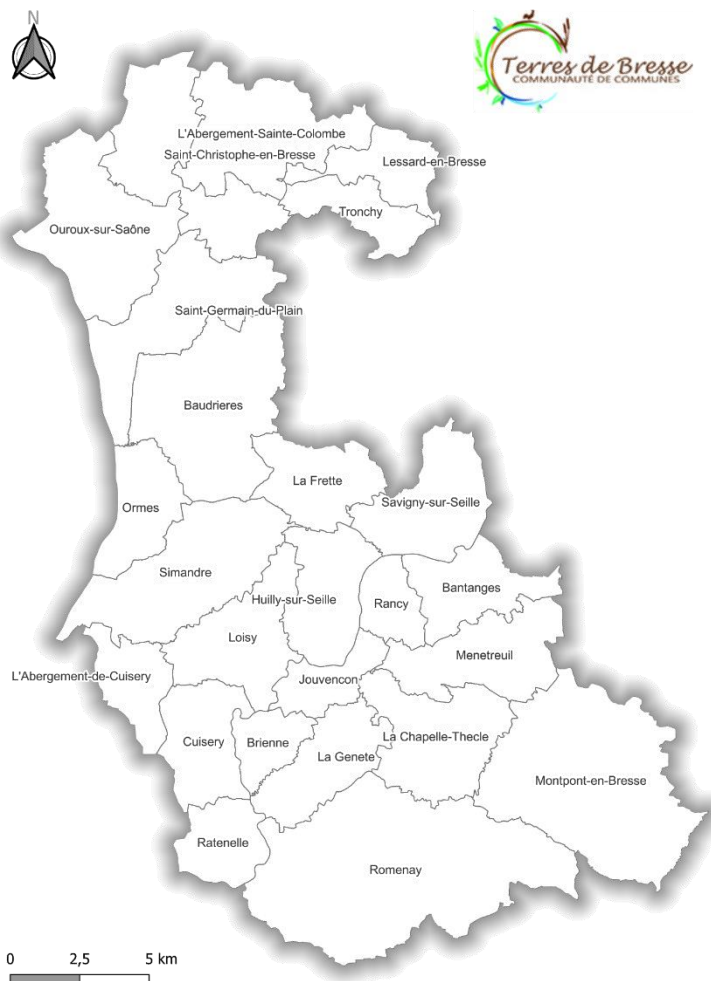 N
Terres de Bresse
COMMUNAUTÉ DE COMMUNES
L'Abergement-Sainte-Colombe
Saint-Christophe-en-Bresse
Lessard-en-Bresse
Tronchy
Ouroux-sur-Saône
Saint-Germain-du-Plain
Baudrieres
La Frette
Savigny-sur-Seille
Ormes
Simandre
Huilly-sur-Seille
Rancy
Bantanges
Loisy
Menetreuil
L'Abergement-de-Cuisery
Jouvencon
Cuisery
Brienne
La Genete
La Chapelle-Thecle
Montpont-en-Bresse
Ratenelle
Romenay
0 2,5 5 km